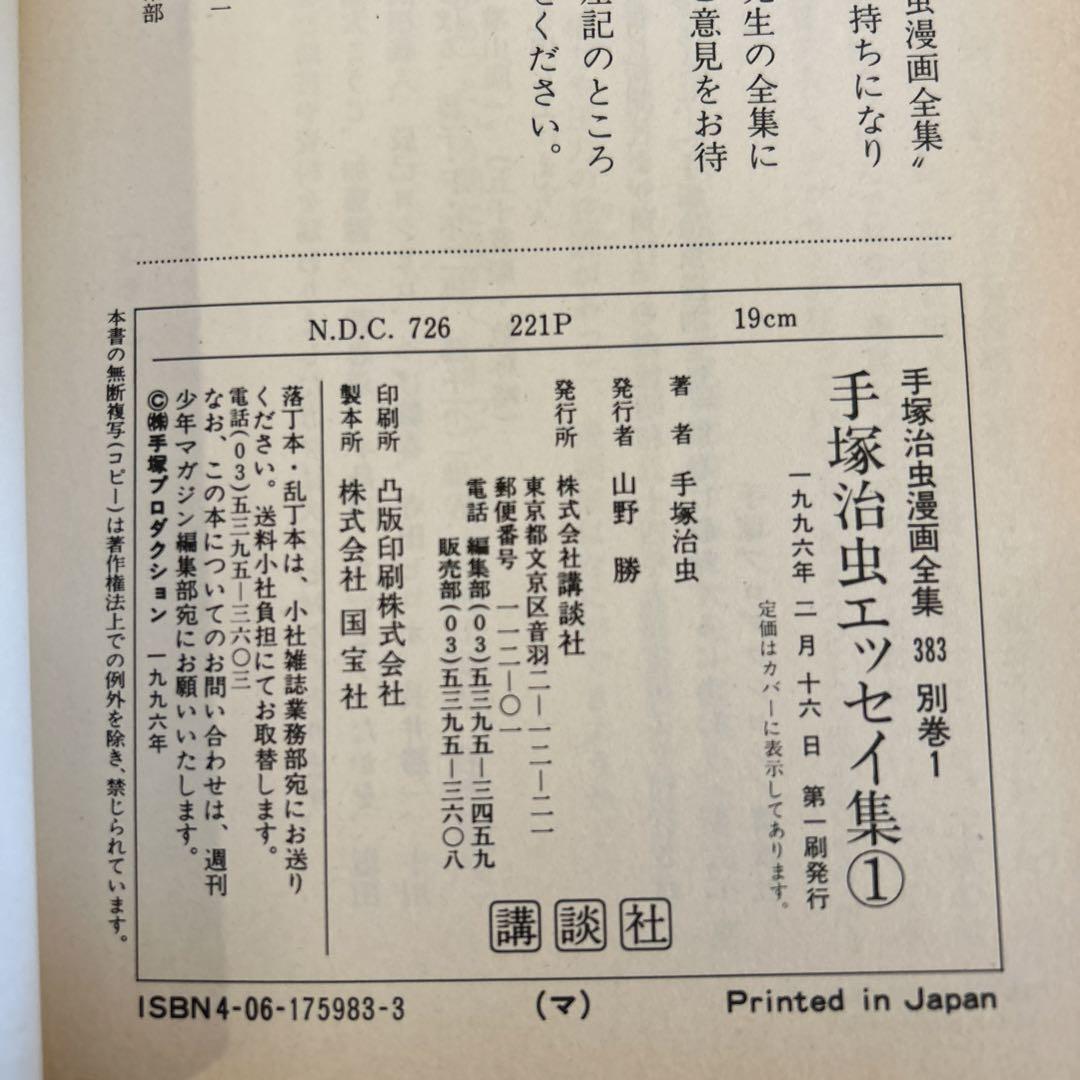 虫漫画全集”
持ちになり
先生の全集に
ご意見をお待
左記のところ
ください。
部
N.D.C. 726 221P 19cm
手塚治虫漫画全集 383 別巻1
手塚治虫エッセイ集①
一九九六年 二月十六日 第一刷発行
定価はカバーに表示してあります。
著者 手塚治虫
発行者 山野 勝
発行所 株式会社講談社
東京都文京区音羽二―一二―二一
郵便番号 一一二―〇一
電話 編集部(03)五三九五―三四五九
販売部(03)五三九五―三六〇八
印刷所 凸版印刷株式会社
製本所 株式会社 国宝社
落丁本・乱丁本は、小社雑誌業務部宛にお送り
ください。送料小社負担にてお取替します。
電話(03)五三九五―三六〇三
なお、この本についてのお問い合わせは、週刊
少年マガジン編集部宛にお願いいたします。
©㈱手塚プロダクション 一九九六年
講談社
本書の無断複写(コピー)は著作権法上での例外を除き、禁じられています。
ISBN4-06-175983-3 (マ) Printed in Japan